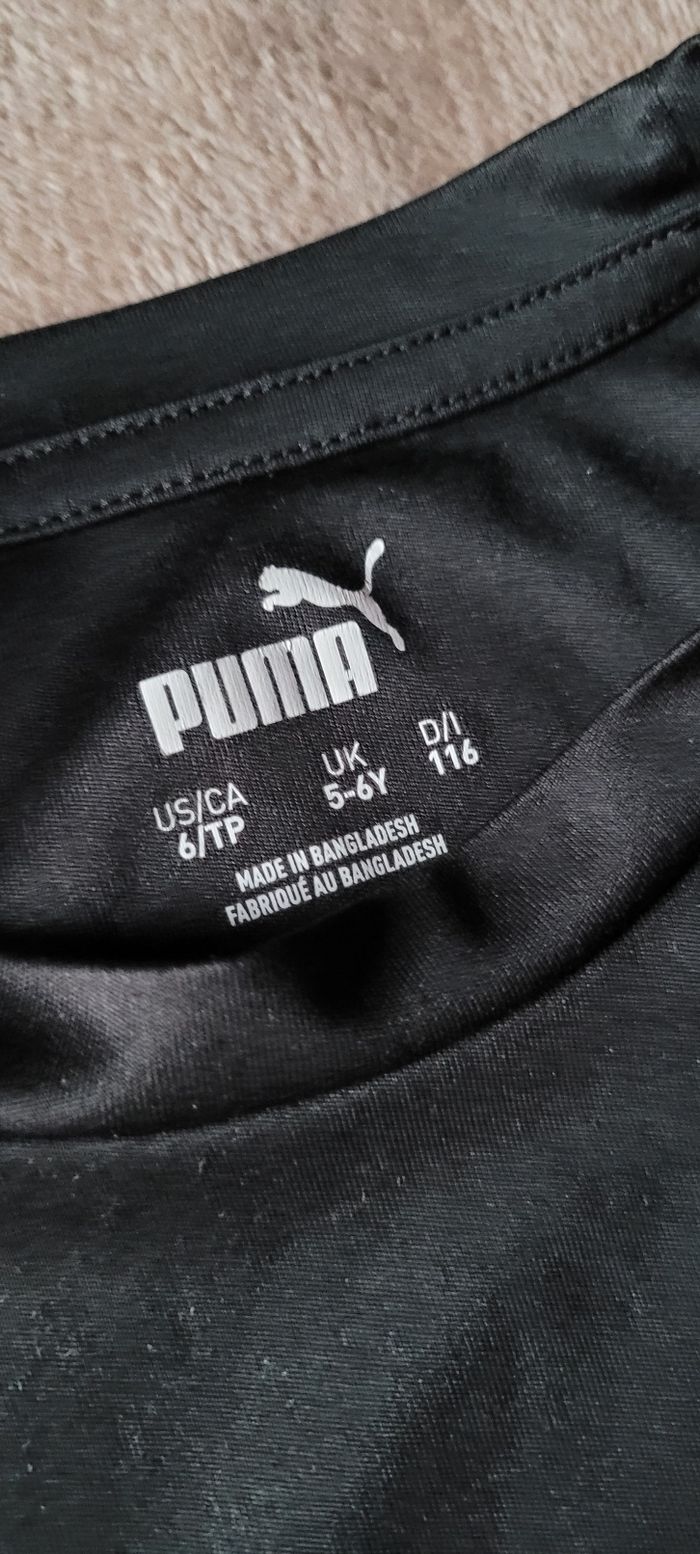 PUMA
US/CA UK D/I
6/TP 5-6Y 116
MADE IN BANGLADESH
FABRIQUÉ AU BANGLADESH